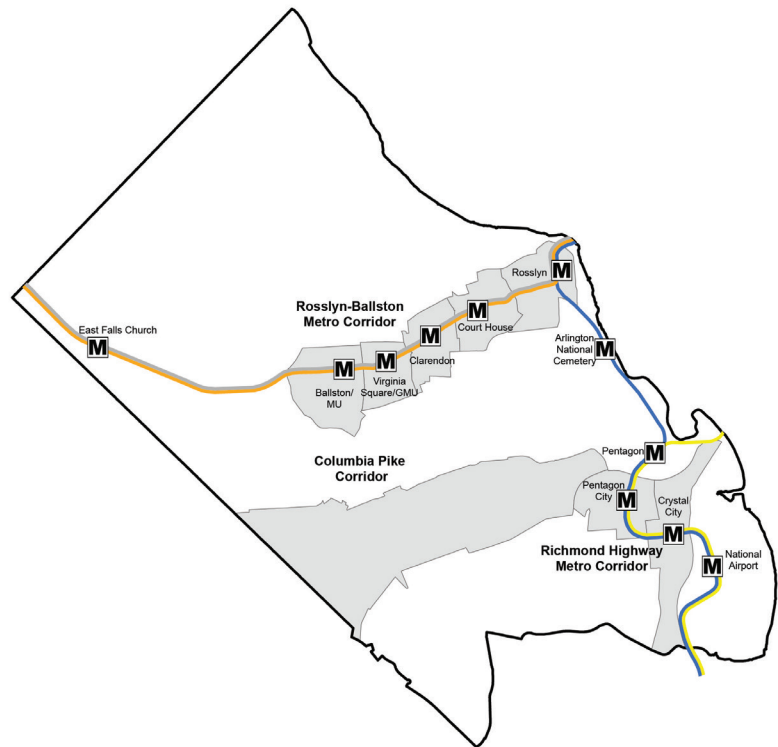 Rosslyn
M
Rosslyn-Ballston
Metro Corridor
East Falls Church
M
M
Court House
M
Clarendon
M
Arlington
National
Cemetery
M
Virginia
Square/GMU
M
Ballston/
MU
Columbia Pike
Corridor
Pentagon
M
Pentagon
City
M
Crystal
City
M
Richmond Highway
Metro Corridor
M
National
Airport